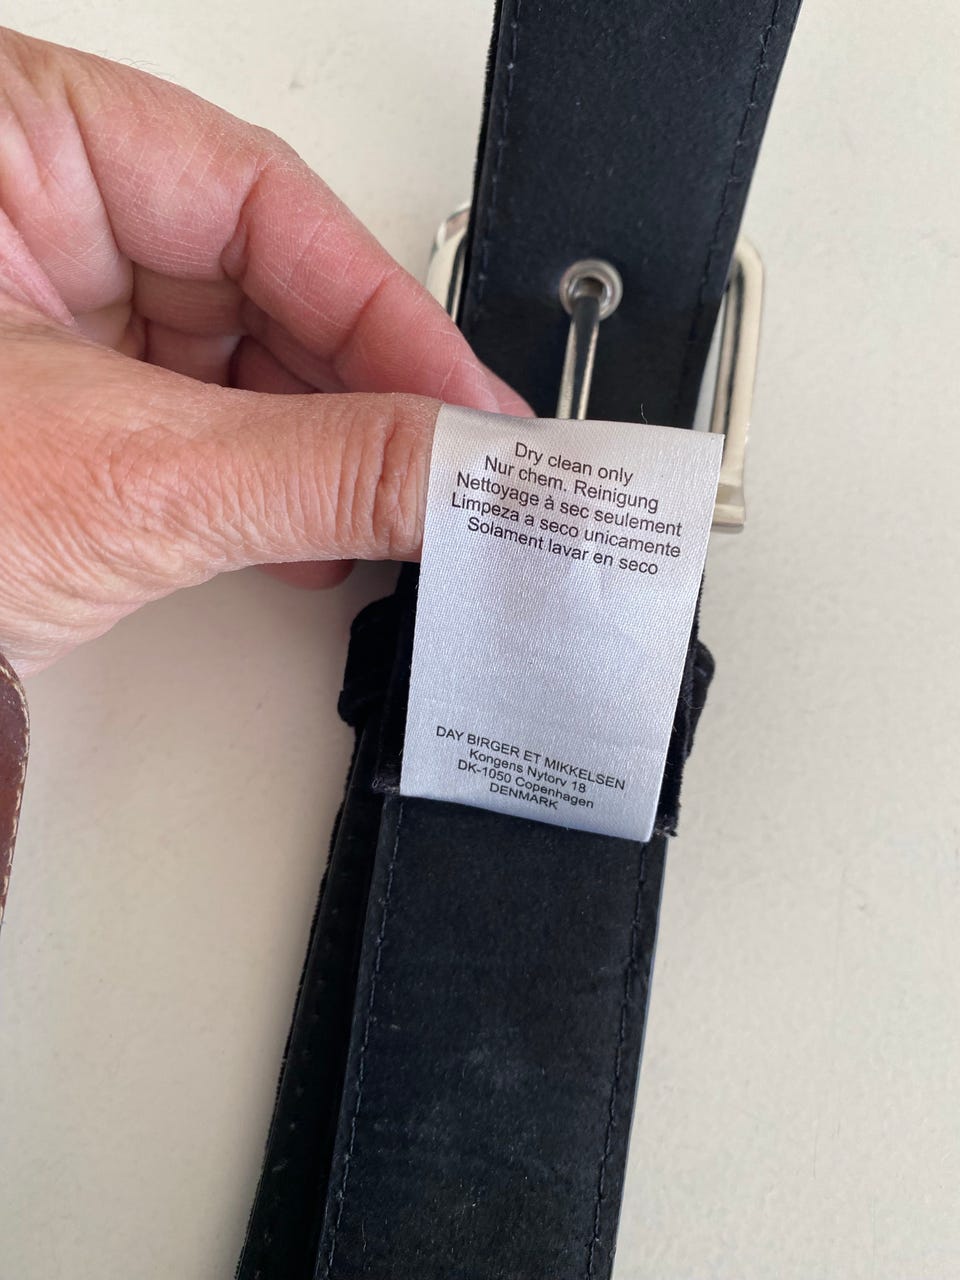 Dry clean only
Nur chem. Reinigung
Nettoyage à sec seulement
Limpeza a seco unicamente
Solament lavar en seco
DAY BIRGER ET MIKKELSEN
Kongens Nytorv 18
DK-1050 Copenhagen
DENMARK